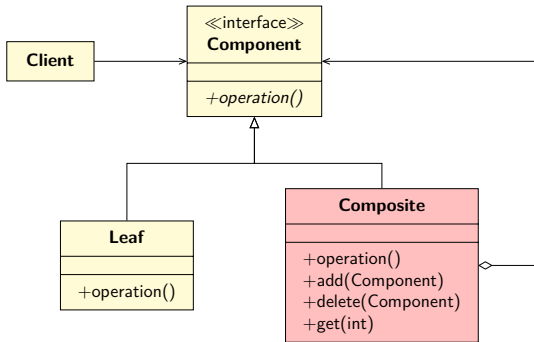 ≪interface≫
Component
Client
+operation()
Composite
Leaf
+operation()
+operation()
+add(Component)
+delete(Component)
+get(int)